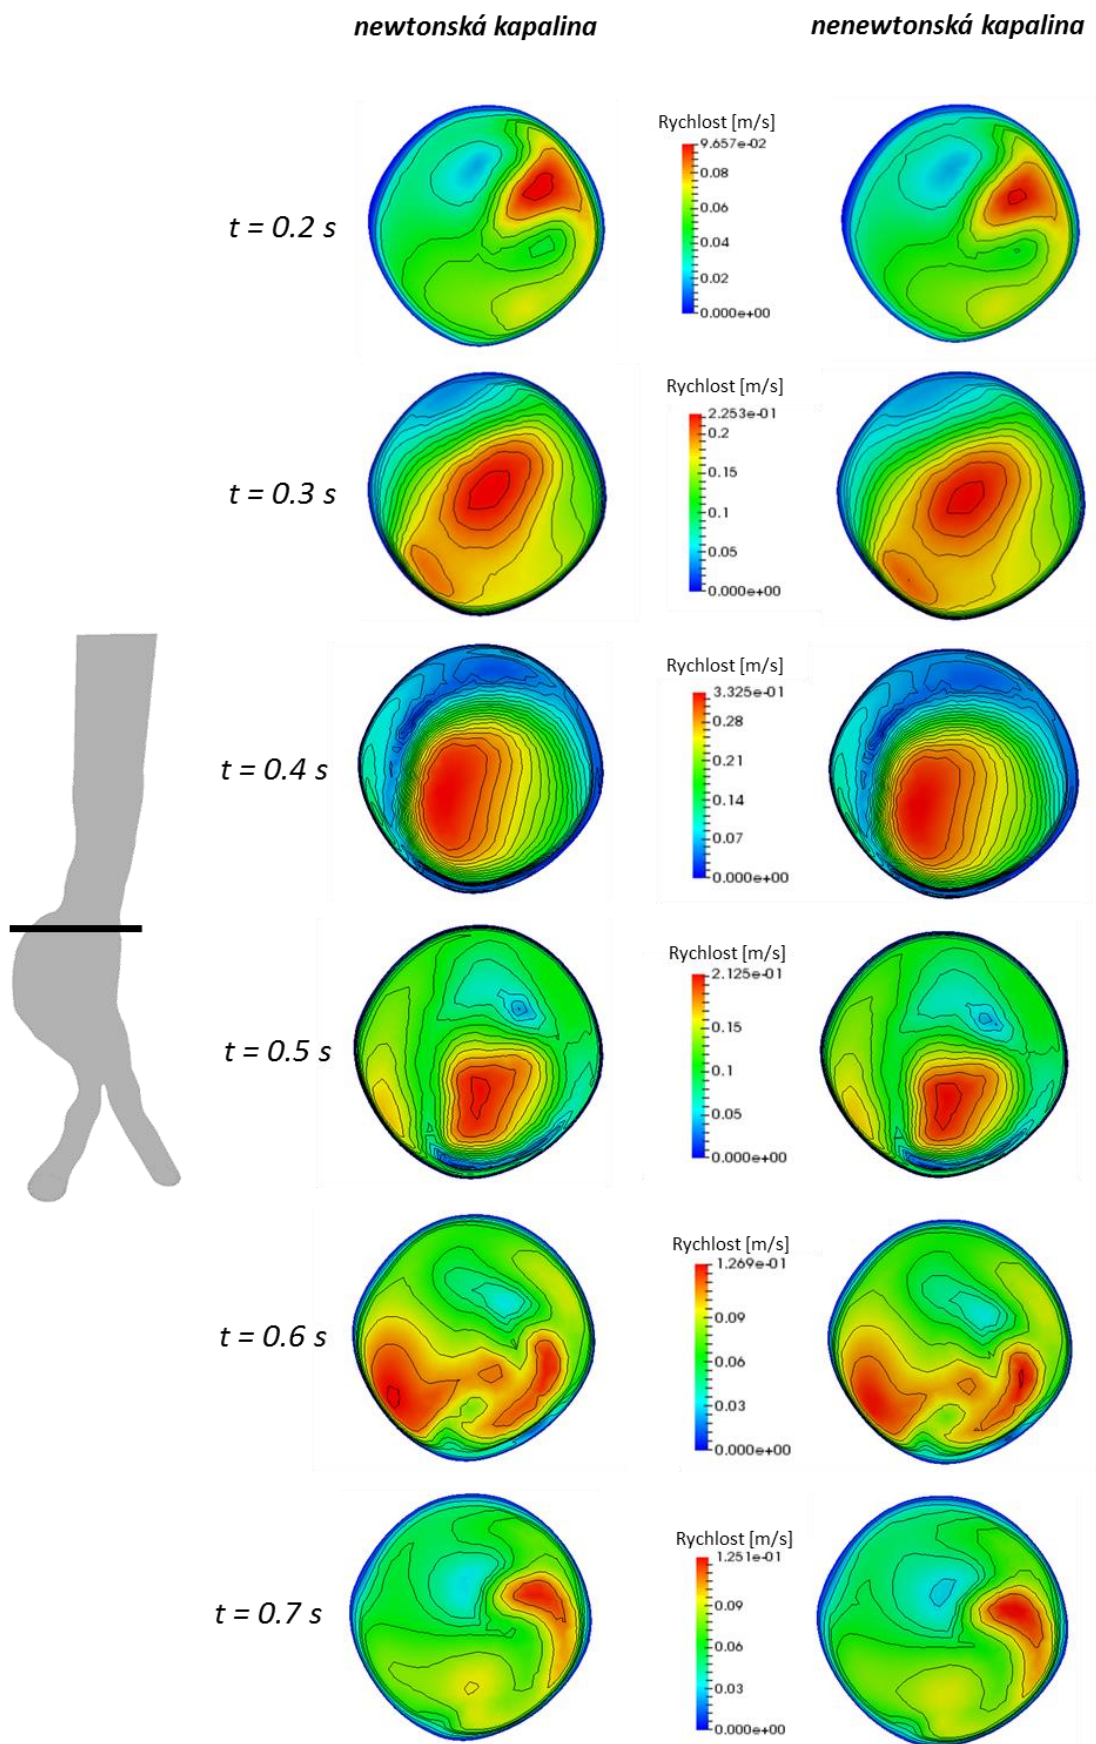 newtonská kapalina
nenewtonská kapalina
t = 0.2 s
Rychlost [m/s]
9.657e-02
0.08
0.06
0.04
0.02
0.000e+00
t = 0.3 s
Rychlost [m/s]
2.253e-01
0.2
0.15
0.1
0.05
0.000e+00
t = 0.4 s
Rychlost [m/s]
3.325e-01
0.28
0.21
0.14
0.07
0.000e+00
t = 0.5 s
Rychlost [m/s]
2.125e-01
0.15
0.1
0.05
0.000e+00
t = 0.6 s
Rychlost [m/s]
1.269e-01
0.09
0.06
0.03
0.000e+00
t = 0.7 s
Rychlost [m/s]
1.251e-01
0.09
0.06
0.03
0.000e+00